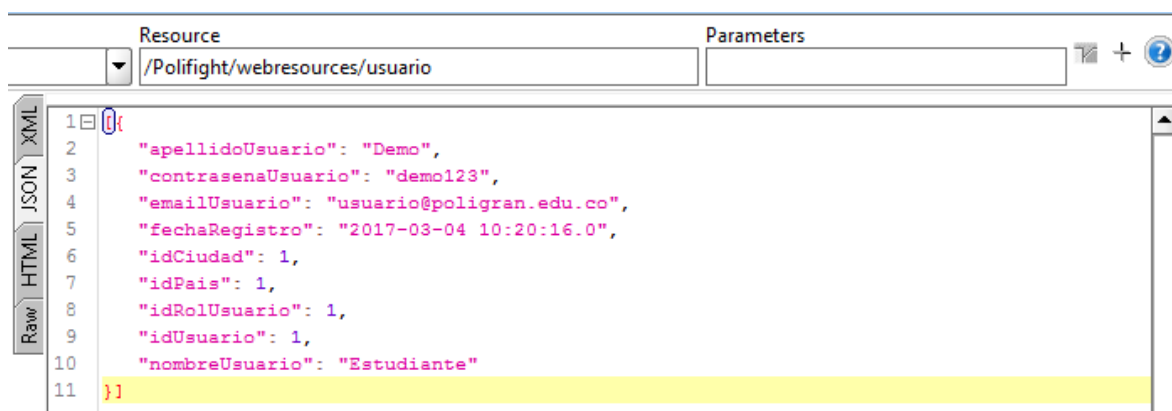 Resource Parameters
/Polifight/webresources/usuario
XML
JSON
HTML
Raw
1 [{
2 "apellidoUsuario": "Demo",
3 "contrasenaUsuario": "demo123",
4 "emailUsuario": "usuario@poligran.edu.co",
5 "fechaRegistro": "2017-03-04 10:20:16.0",
6 "idCiudad": 1,
7 "idPais": 1,
8 "idRolUsuario": 1,
9 "idUsuario": 1,
10 "nombreUsuario": "Estudiante"
11 }]